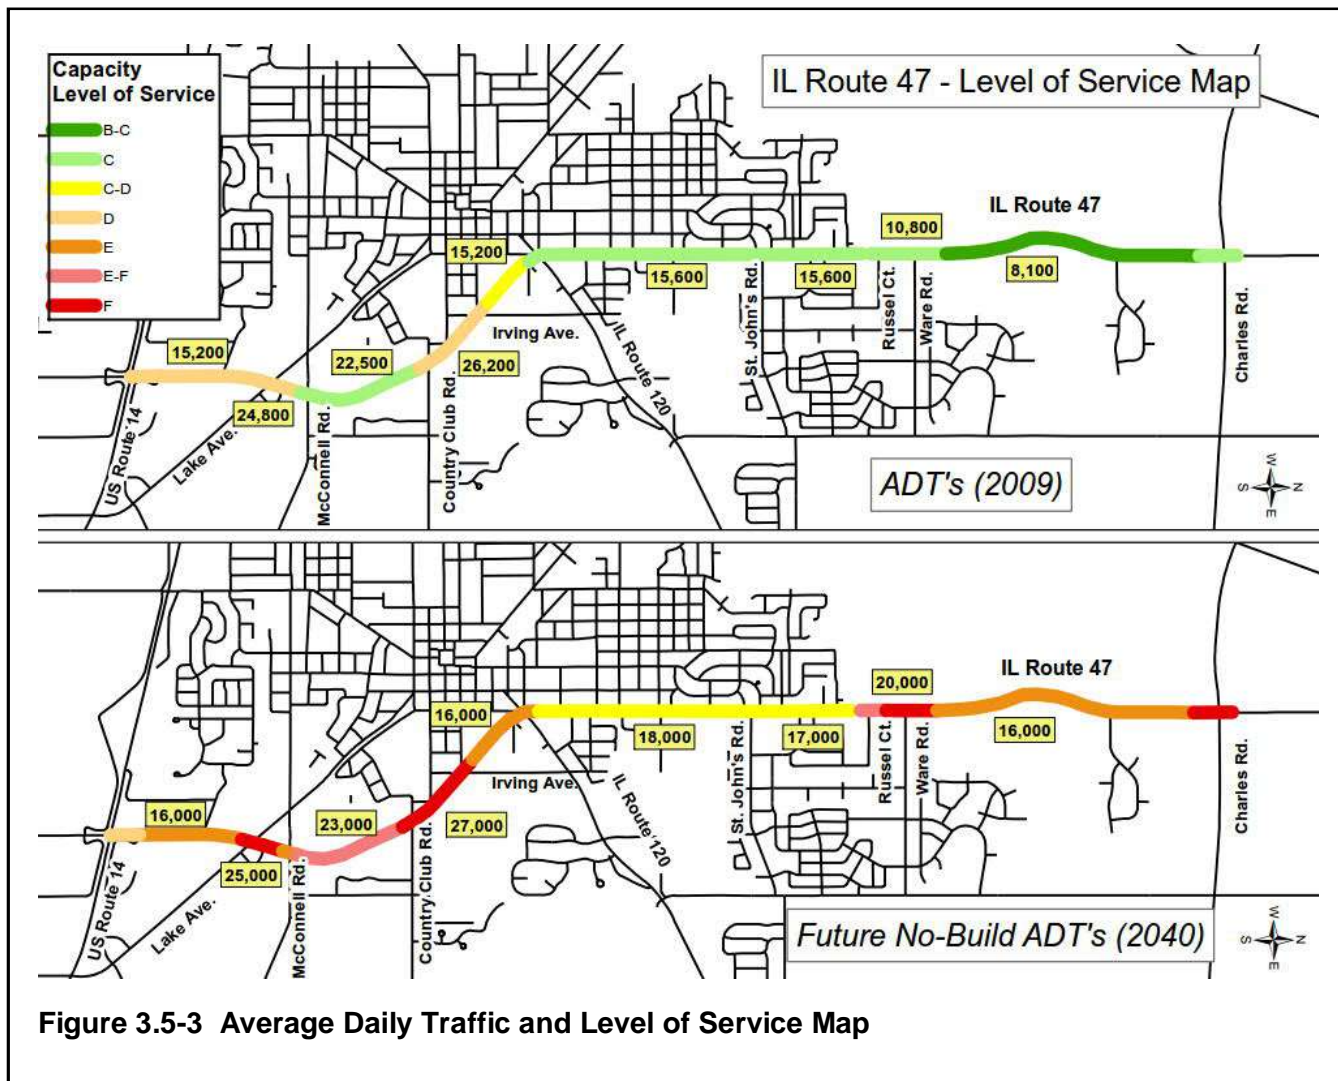 Capacity
Level of Service
B-C
C
C-D
D
E
E-F
F
IL Route 47 - Level of Service Map
IL Route 47
10,800
15,200
15,600
15,600
8,100
St. John's Rd.
Russel Ct.
Ware Rd.
Charles Rd.
Irving Ave.
IL Route 120
15,200
22,500
26,200
24,800
US Route 14
Lake Ave.
McConnell Rd.
Country Club Rd.
ADT's (2009)
W
S
N
E
IL Route 47
20,000
16,000
18,000
17,000
16,000
St. John's Rd.
Russel Ct.
Ware Rd.
Charles Rd.
Irving Ave.
IL Route 120
16,000
23,000
27,000
25,000
US Route 14
Lake Ave.
McConnell Rd.
Country Club Rd.
Future No-Build ADT's (2040)
W
S
N
E
Figure 3.5-3 Average Daily Traffic and Level of Service Map